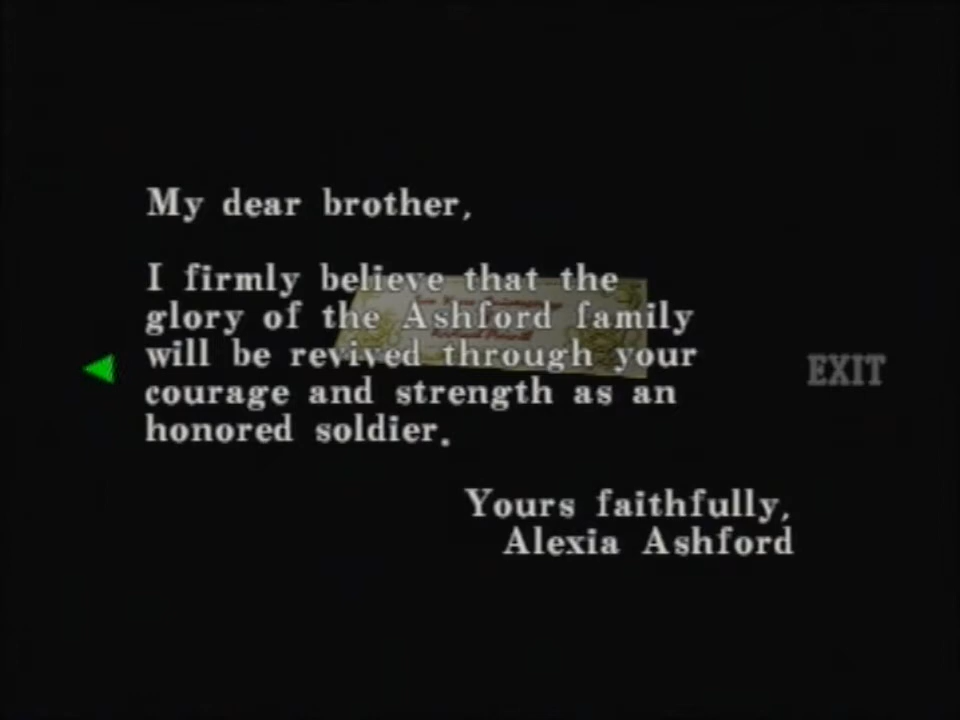 My dear brother,
I firmly believe that the
glory of the Ashford family
will be revived through your
courage and strength as an
honored soldier.
EXIT
Yours faithfully,
Alexia Ashford